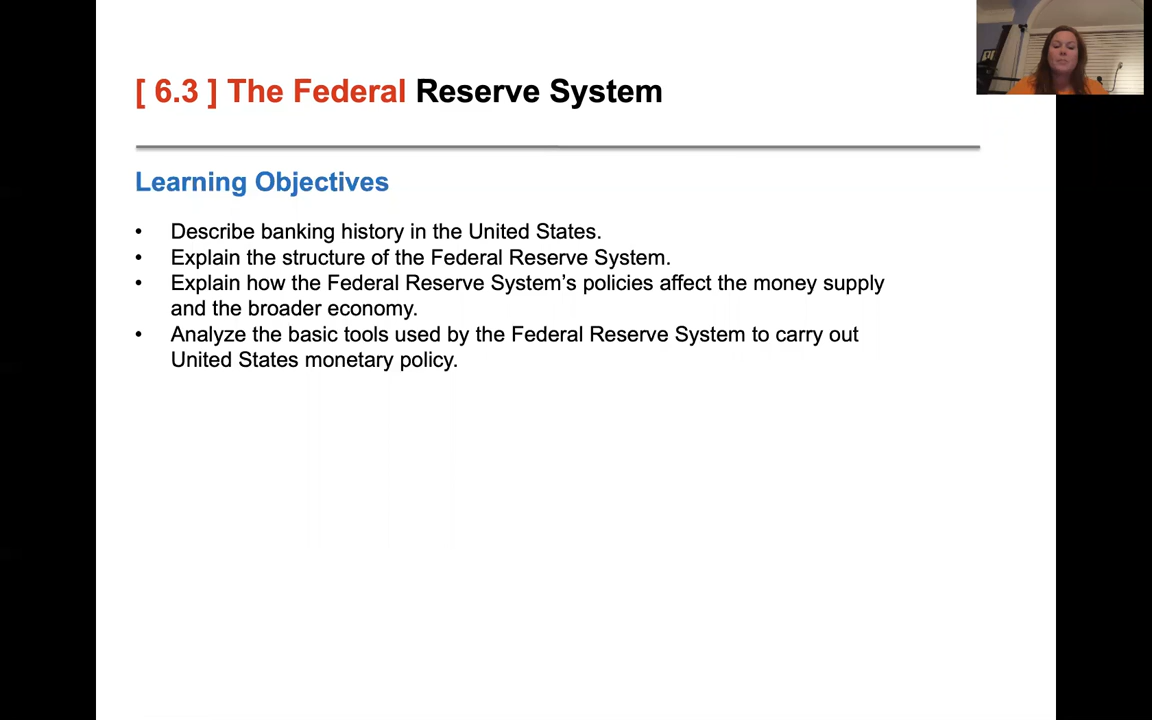 [ 6.3 ] The Federal Reserve System
Learning Objectives
• Describe banking history in the United States.
• Explain the structure of the Federal Reserve System.
• Explain how the Federal Reserve System’s policies affect the money supply
and the broader economy.
• Analyze the basic tools used by the Federal Reserve System to carry out
United States monetary policy.